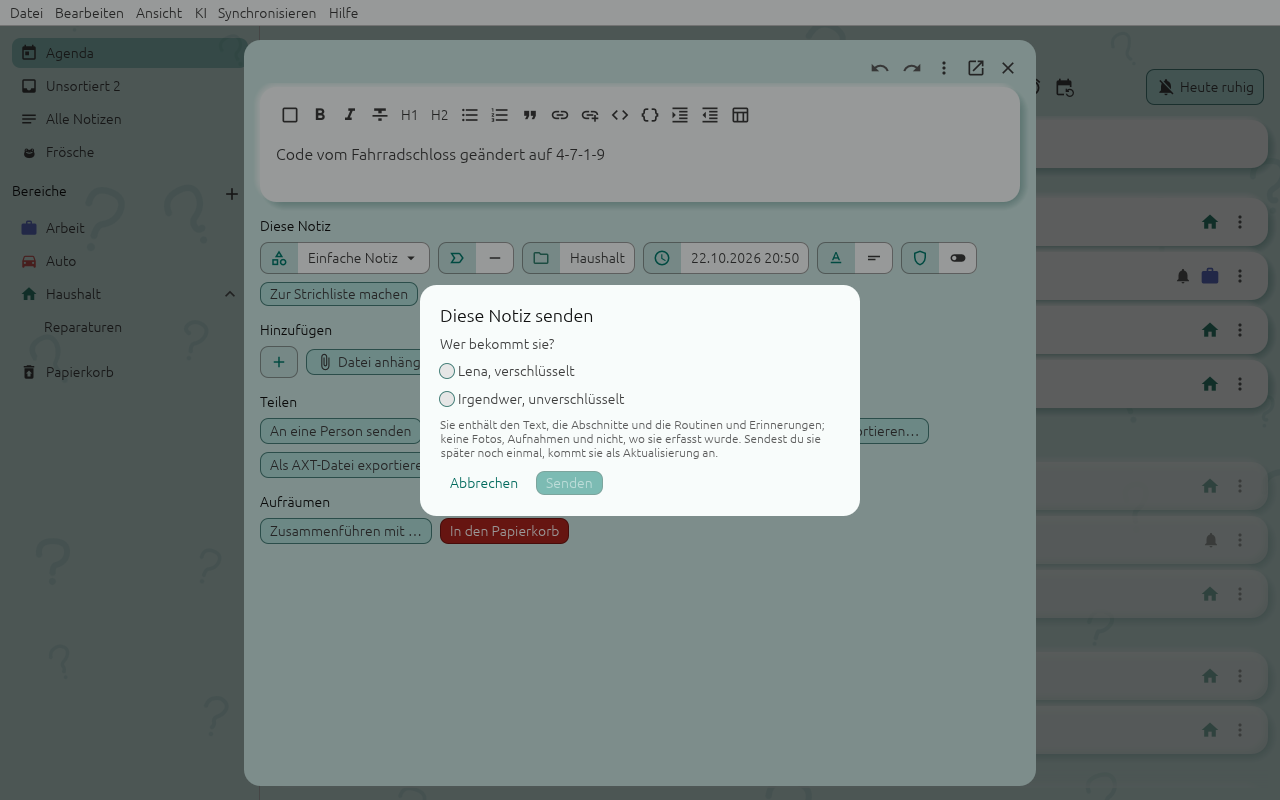 Datei Bearbeiten Ansicht KI Synchronisieren Hilfe
Agenda
Unsortiert 2
Alle Notizen
Frösche
Bereiche
Arbeit
Auto
Haushalt
Reparaturen
Papierkorb
Heute ruhig
H1 H2
Code vom Fahrradschloss geändert auf 4-7-1-9
Diese Notiz
Einfache Notiz Haushalt 22.10.2026 20:50
Zur Strichliste machen
Hinzufügen
Datei anhäng
Teilen
An eine Person senden ortieren…
Als AXT-Datei exportiere
Aufräumen
Zusammenführen mit … In den Papierkorb
Diese Notiz senden
Wer bekommt sie?
Lena, verschlüsselt
Irgendwer, unverschlüsselt
Sie enthält den Text, die Abschnitte und die Routinen und Erinnerungen;
keine Fotos, Aufnahmen und nicht, wo sie erfasst wurde. Sendest du sie
später noch einmal, kommt sie als Aktualisierung an.
Abbrechen Senden